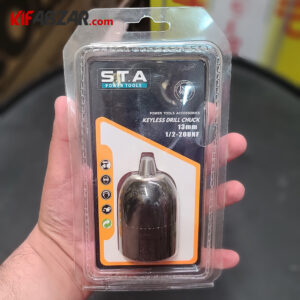 KIFABZAR.COM
STA
POWER TOOLS
POWER TOOLS ACCESSORIES
KEYLESS DRILL CHUCK
13mm
1/2-20UNF